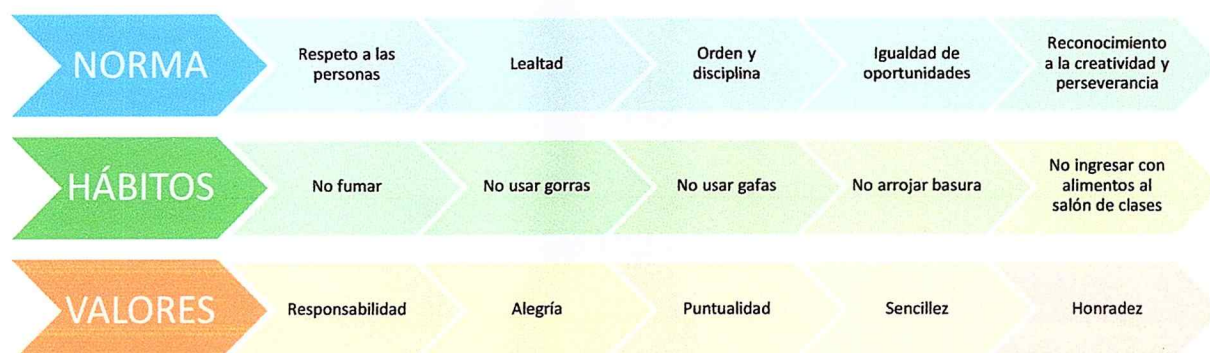 NORMA
Respeto a las
personas
Lealtad
Orden y
disciplina
Igualdad de
oportunidades
Reconocimiento
a la creatividad y
perseverancia
HÁBITOS
No fumar
No usar gorras
No usar gafas
No arrojar basura
No ingresar con
alimentos al
salón de clases
VALORES
Responsabilidad
Alegría
Puntualidad
Sencillez
Honradez